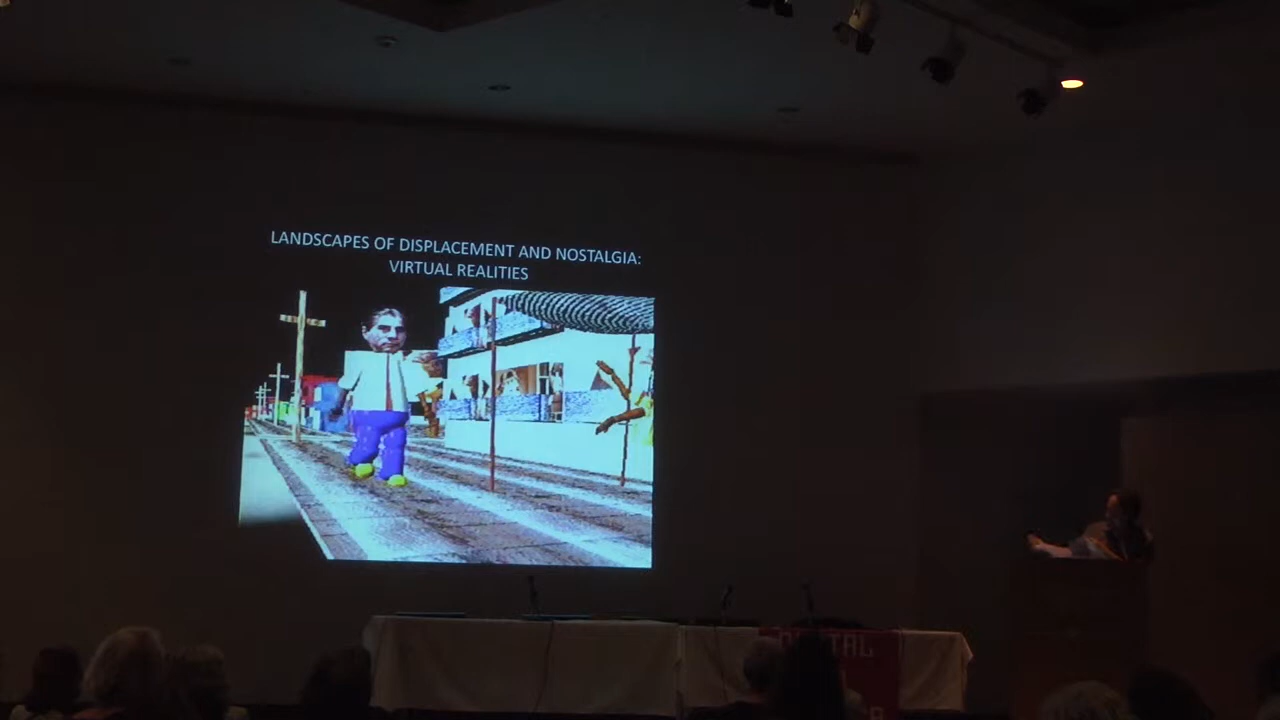 LANDSCAPES OF DISPLACEMENT AND NOSTALGIA:
VIRTUAL REALITIES